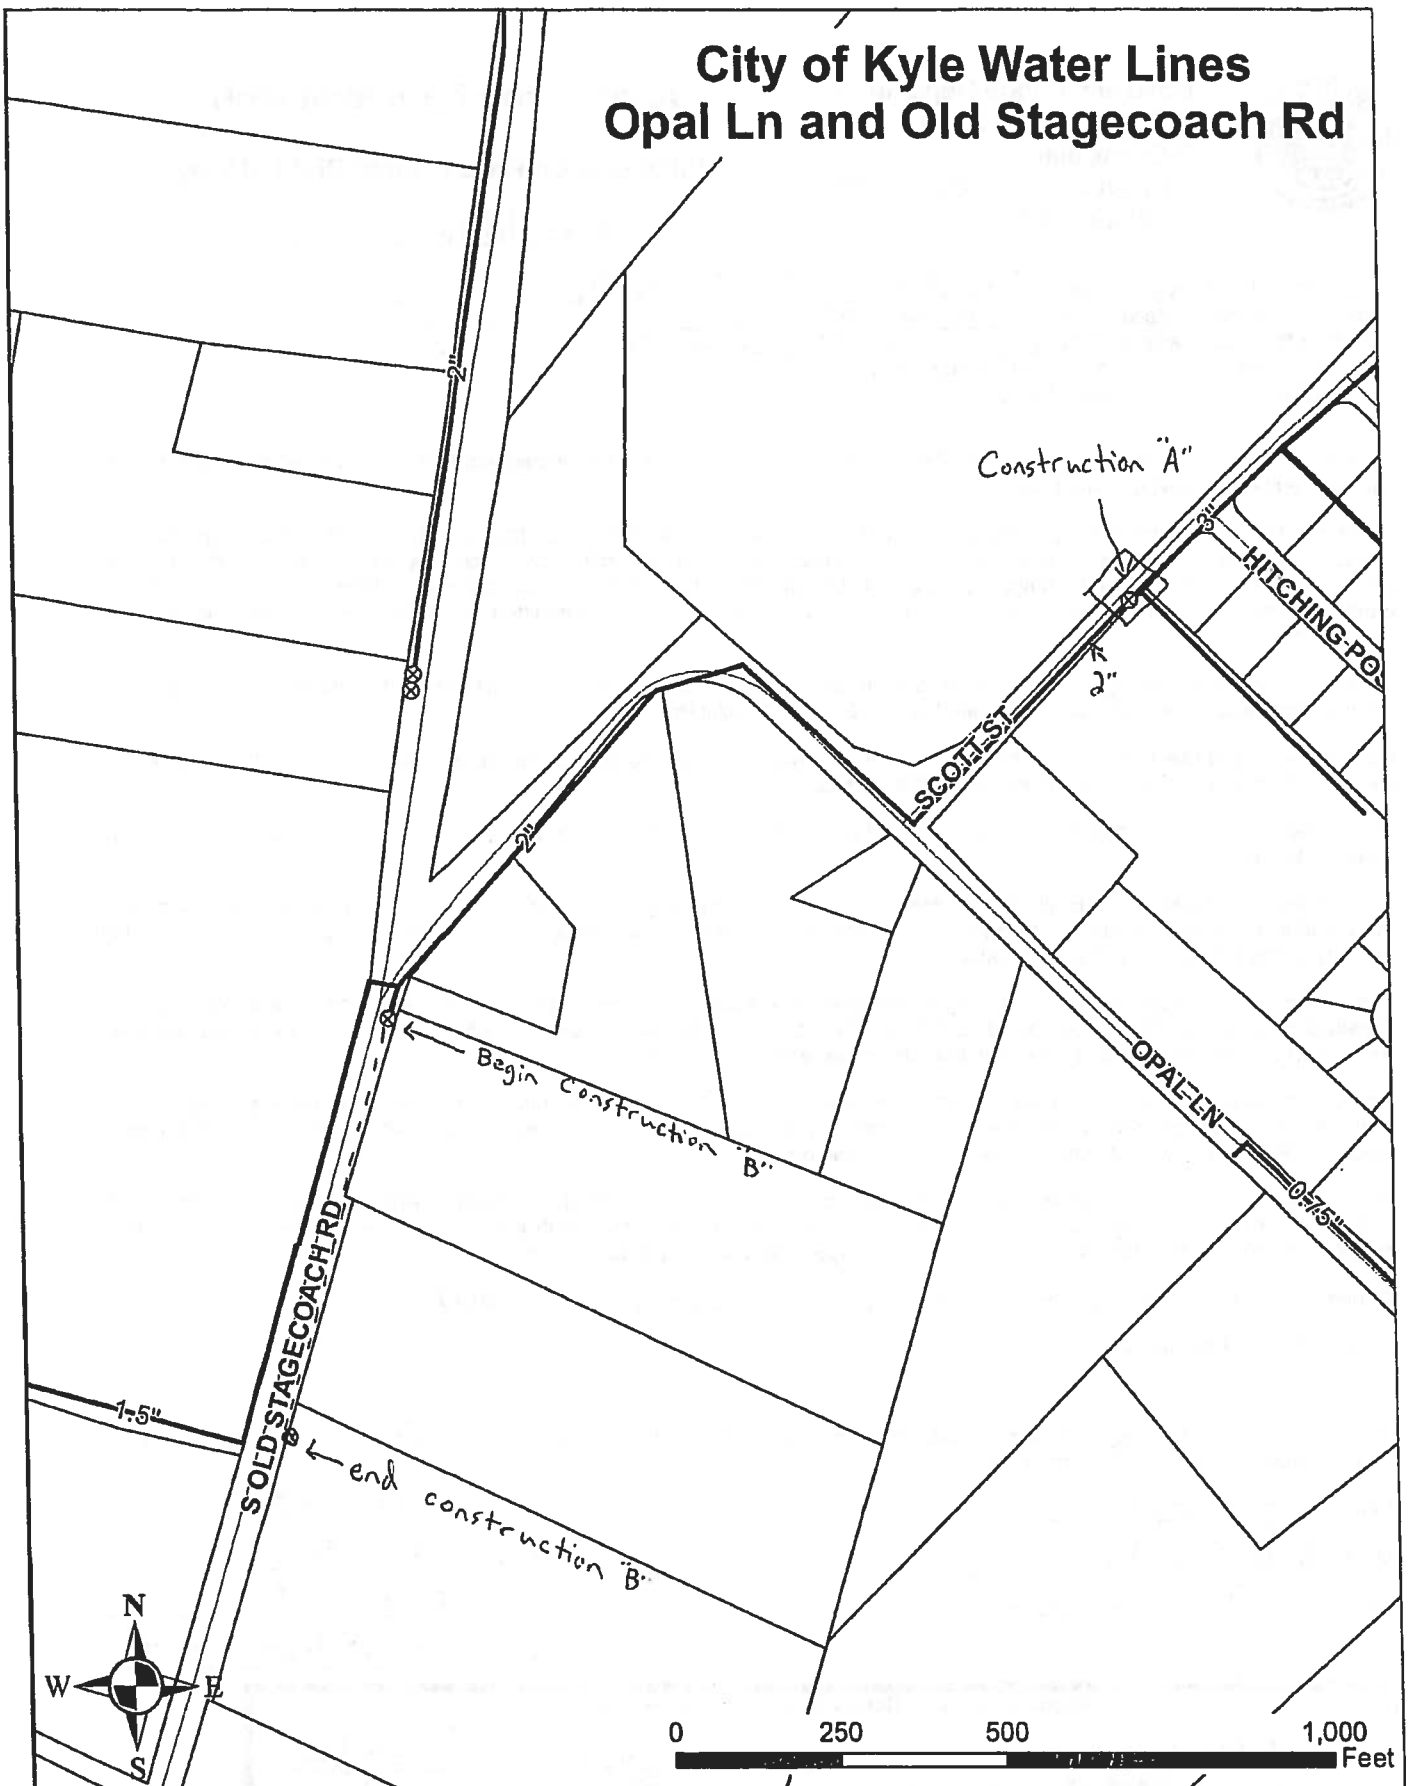 City of Kyle Water Lines
Opal Ln and Old Stagecoach Rd
2"
Construction "A"
3"
HITCHING POS
2"
SCOTT ST
2"
Begin Construction "B"
OPAL LN
0.75"
S OLD STAGECOACH RD
1.5"
end construction "B"
N
W E
S
0 250 500 1,000
Feet